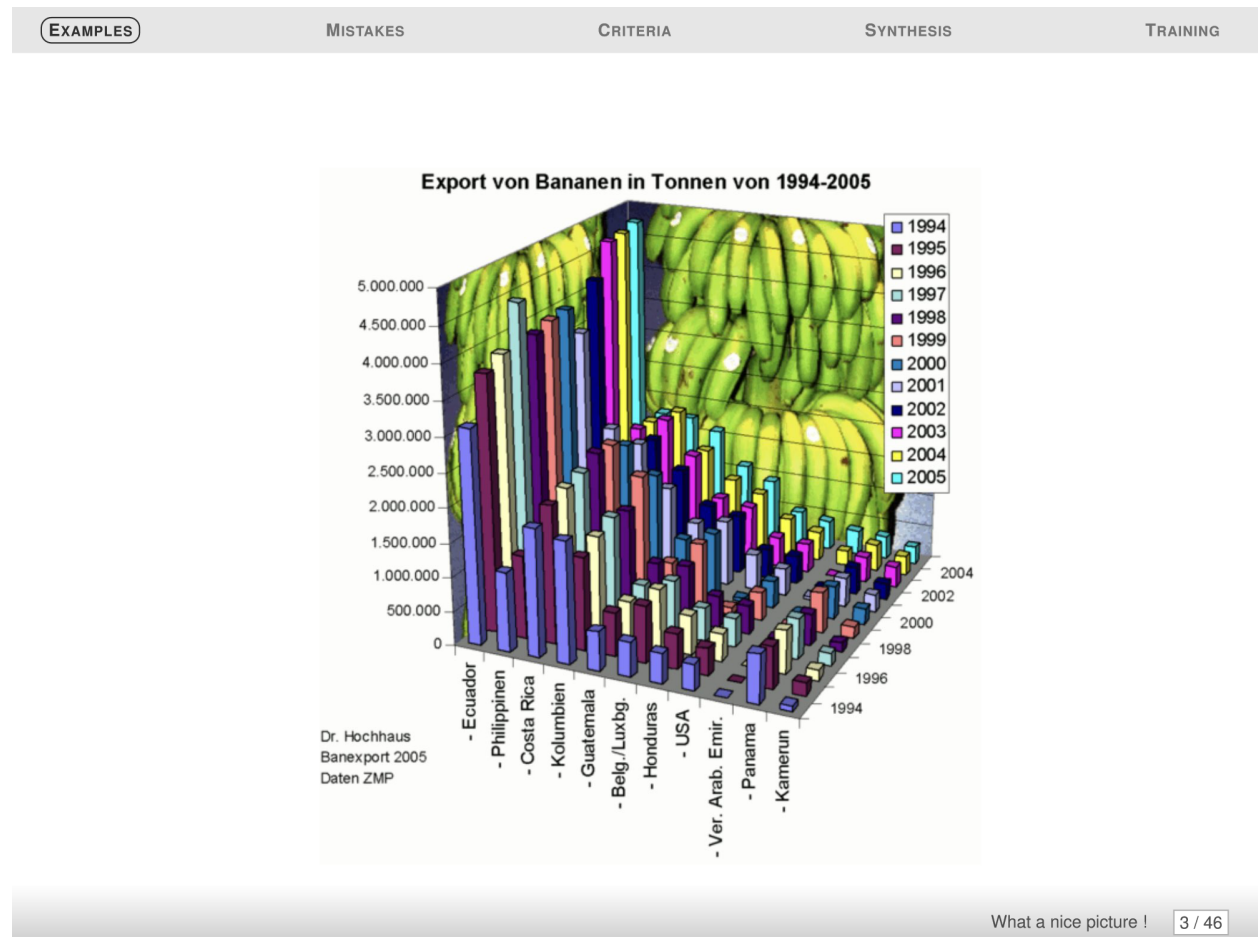 EXAMPLES
MISTAKES
CRITERIA
SYNTHESIS
TRAINING
Export von Bananen in Tonnen von 1994-2005
1994
1995
1996
1997
1998
1999
2000
2001
2002
2003
2004
2005
5.000.000
4.500.000
4.000.000
3.500.000
3.000.000
2.500.000
2.000.000
1.500.000
1.000.000
500.000
0
2004
2002
2000
1998
1996
1994
- Ecuador
- Philippinen
- Costa Rica
- Kolumbien
- Guatemala
- Belg./Luxbg.
- Honduras
- USA
- Ver. Arab. Emir.
- Panama
- Kamerun
Dr. Hochhaus
Banexport 2005
Daten ZMP
What a nice picture !
3 / 46